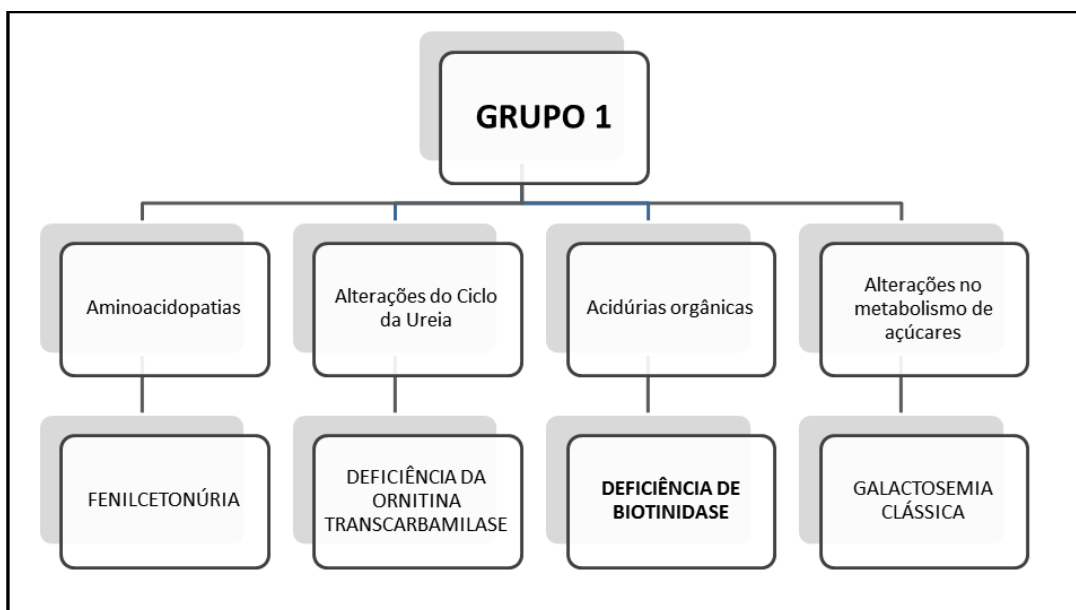 GRUPO 1
Aminoacidopatias
Alterações do Ciclo
da Ureia
Acidúrias orgânicas
Alterações no
metabolismo de
açúcares
FENILCETONÚRIA
DEFICIÊNCIA DA
ORNITINA
TRANSCARBAMILASE
DEFICIÊNCIA DE
BIOTINIDASE
GALACTOSEMIA
CLÁSSICA